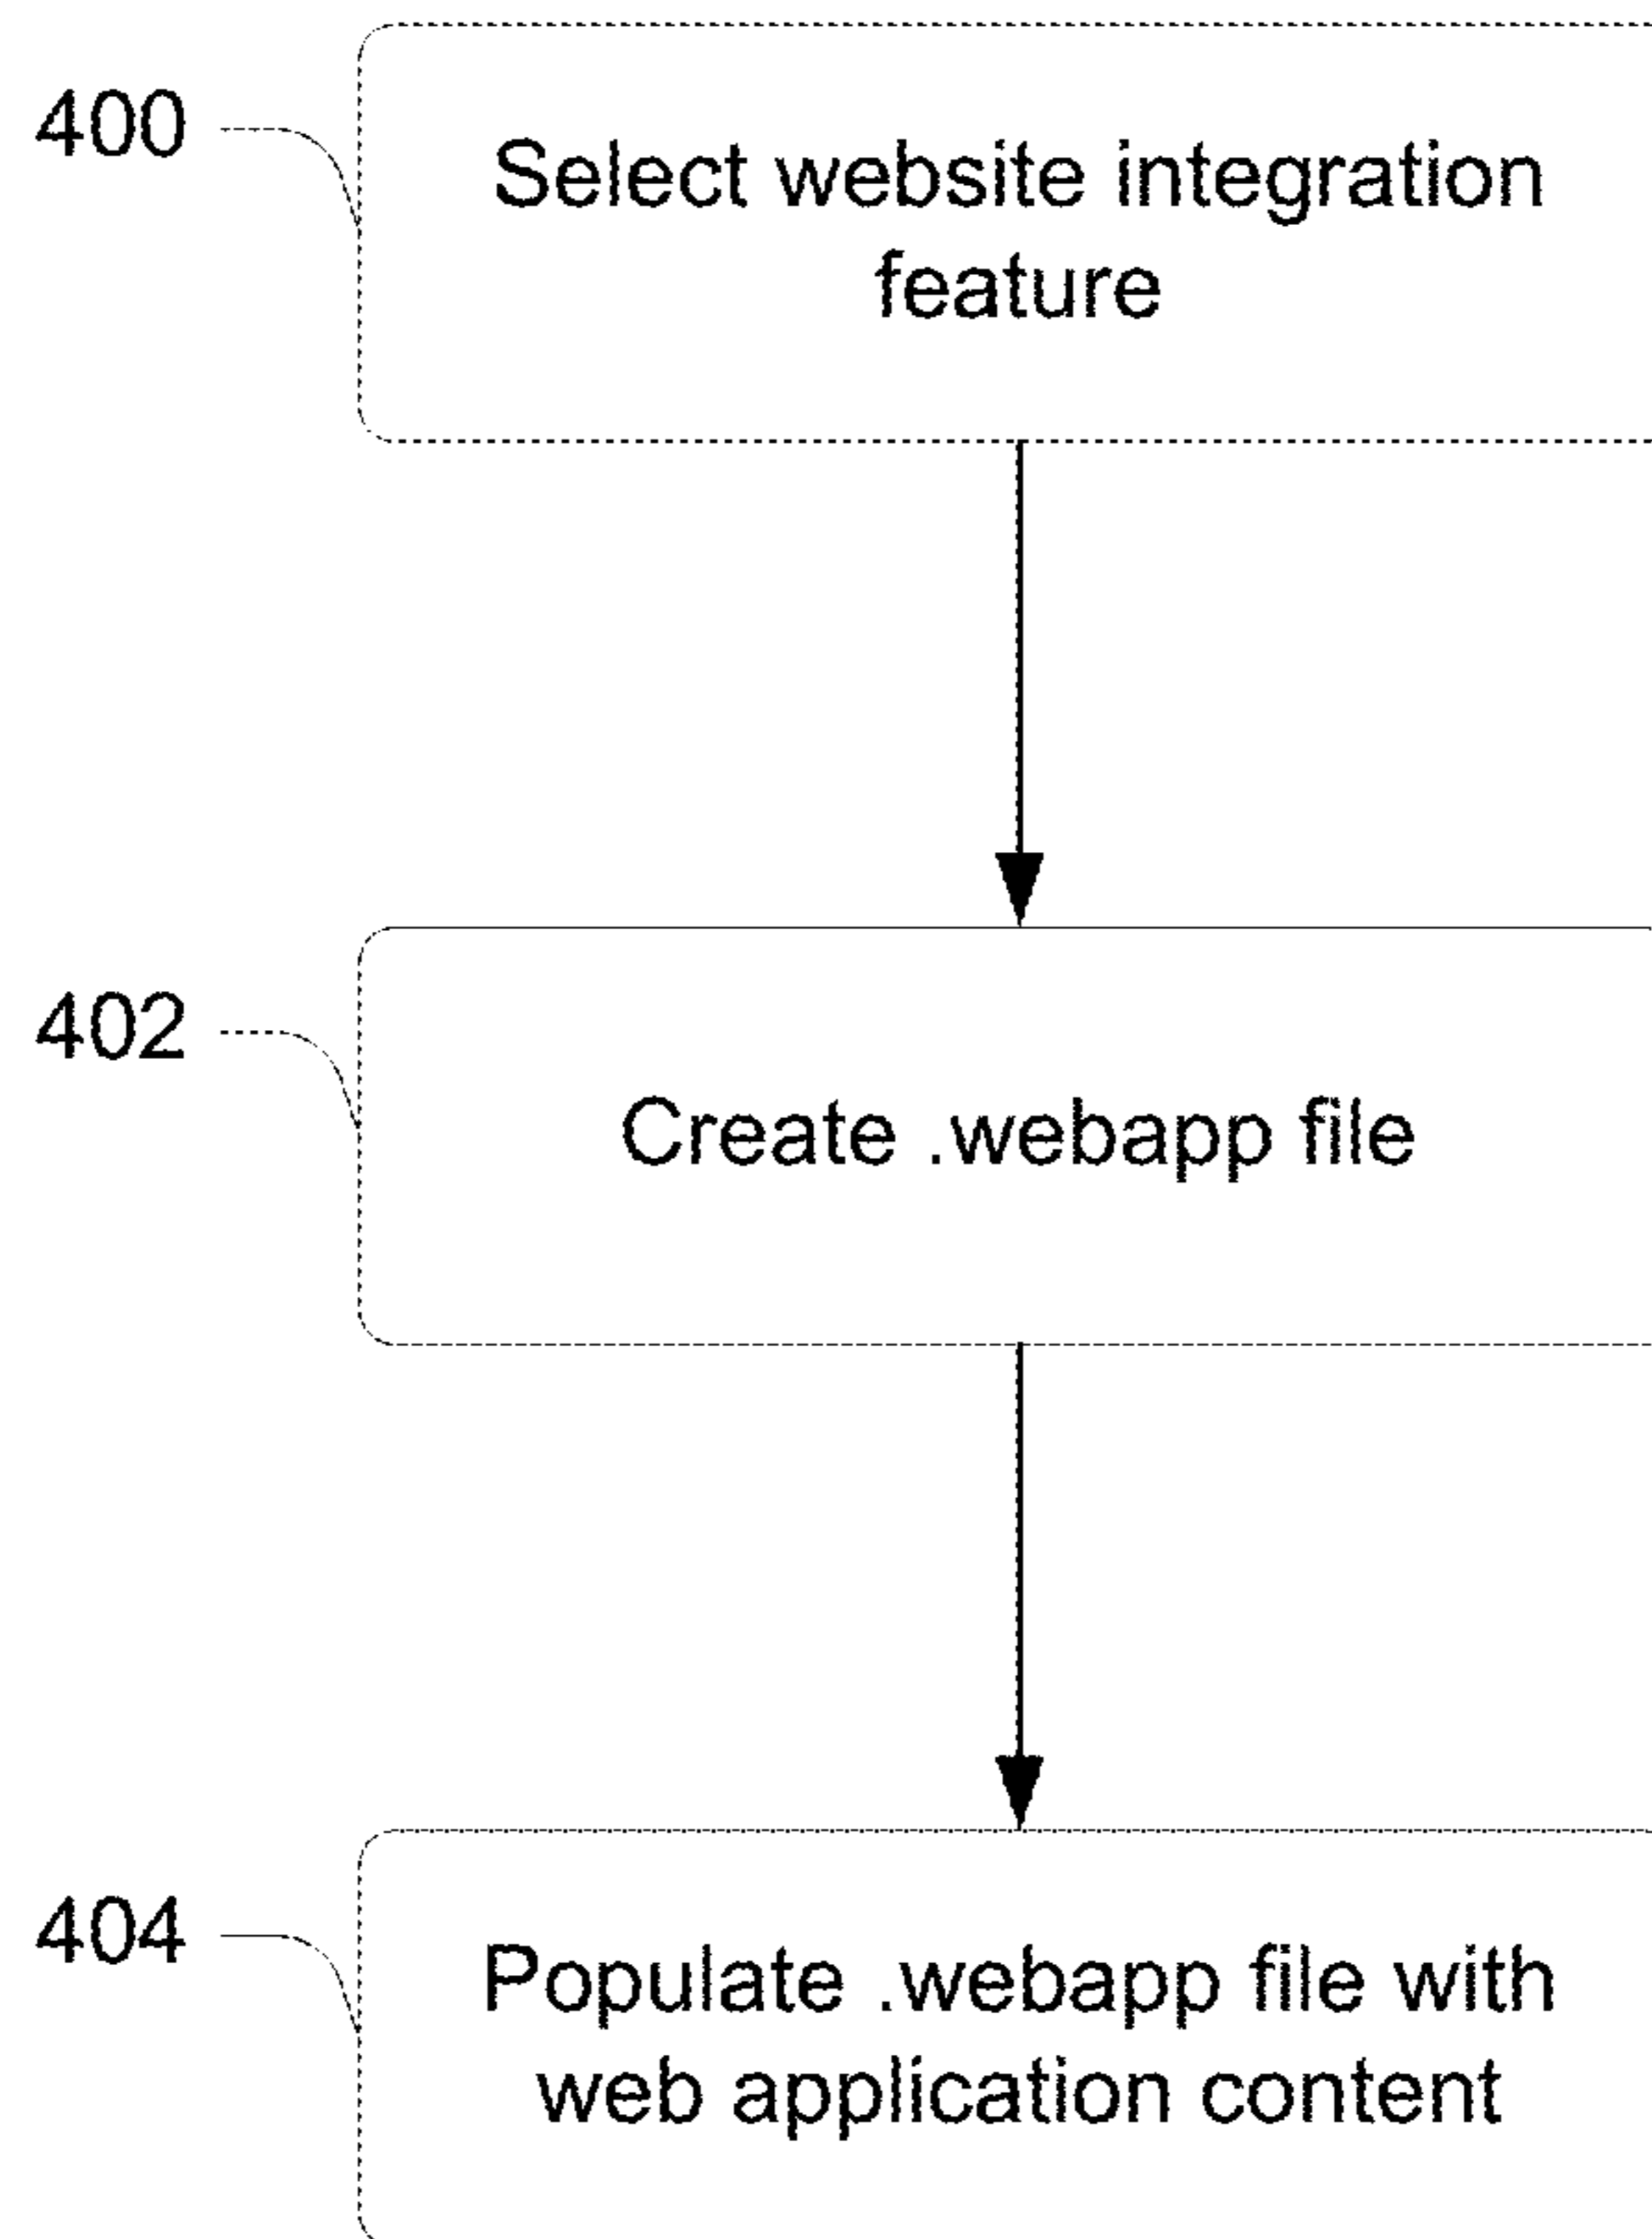 400
Select website integration
feature
402
Create .webapp file
404
Populate .webapp file with
web application content